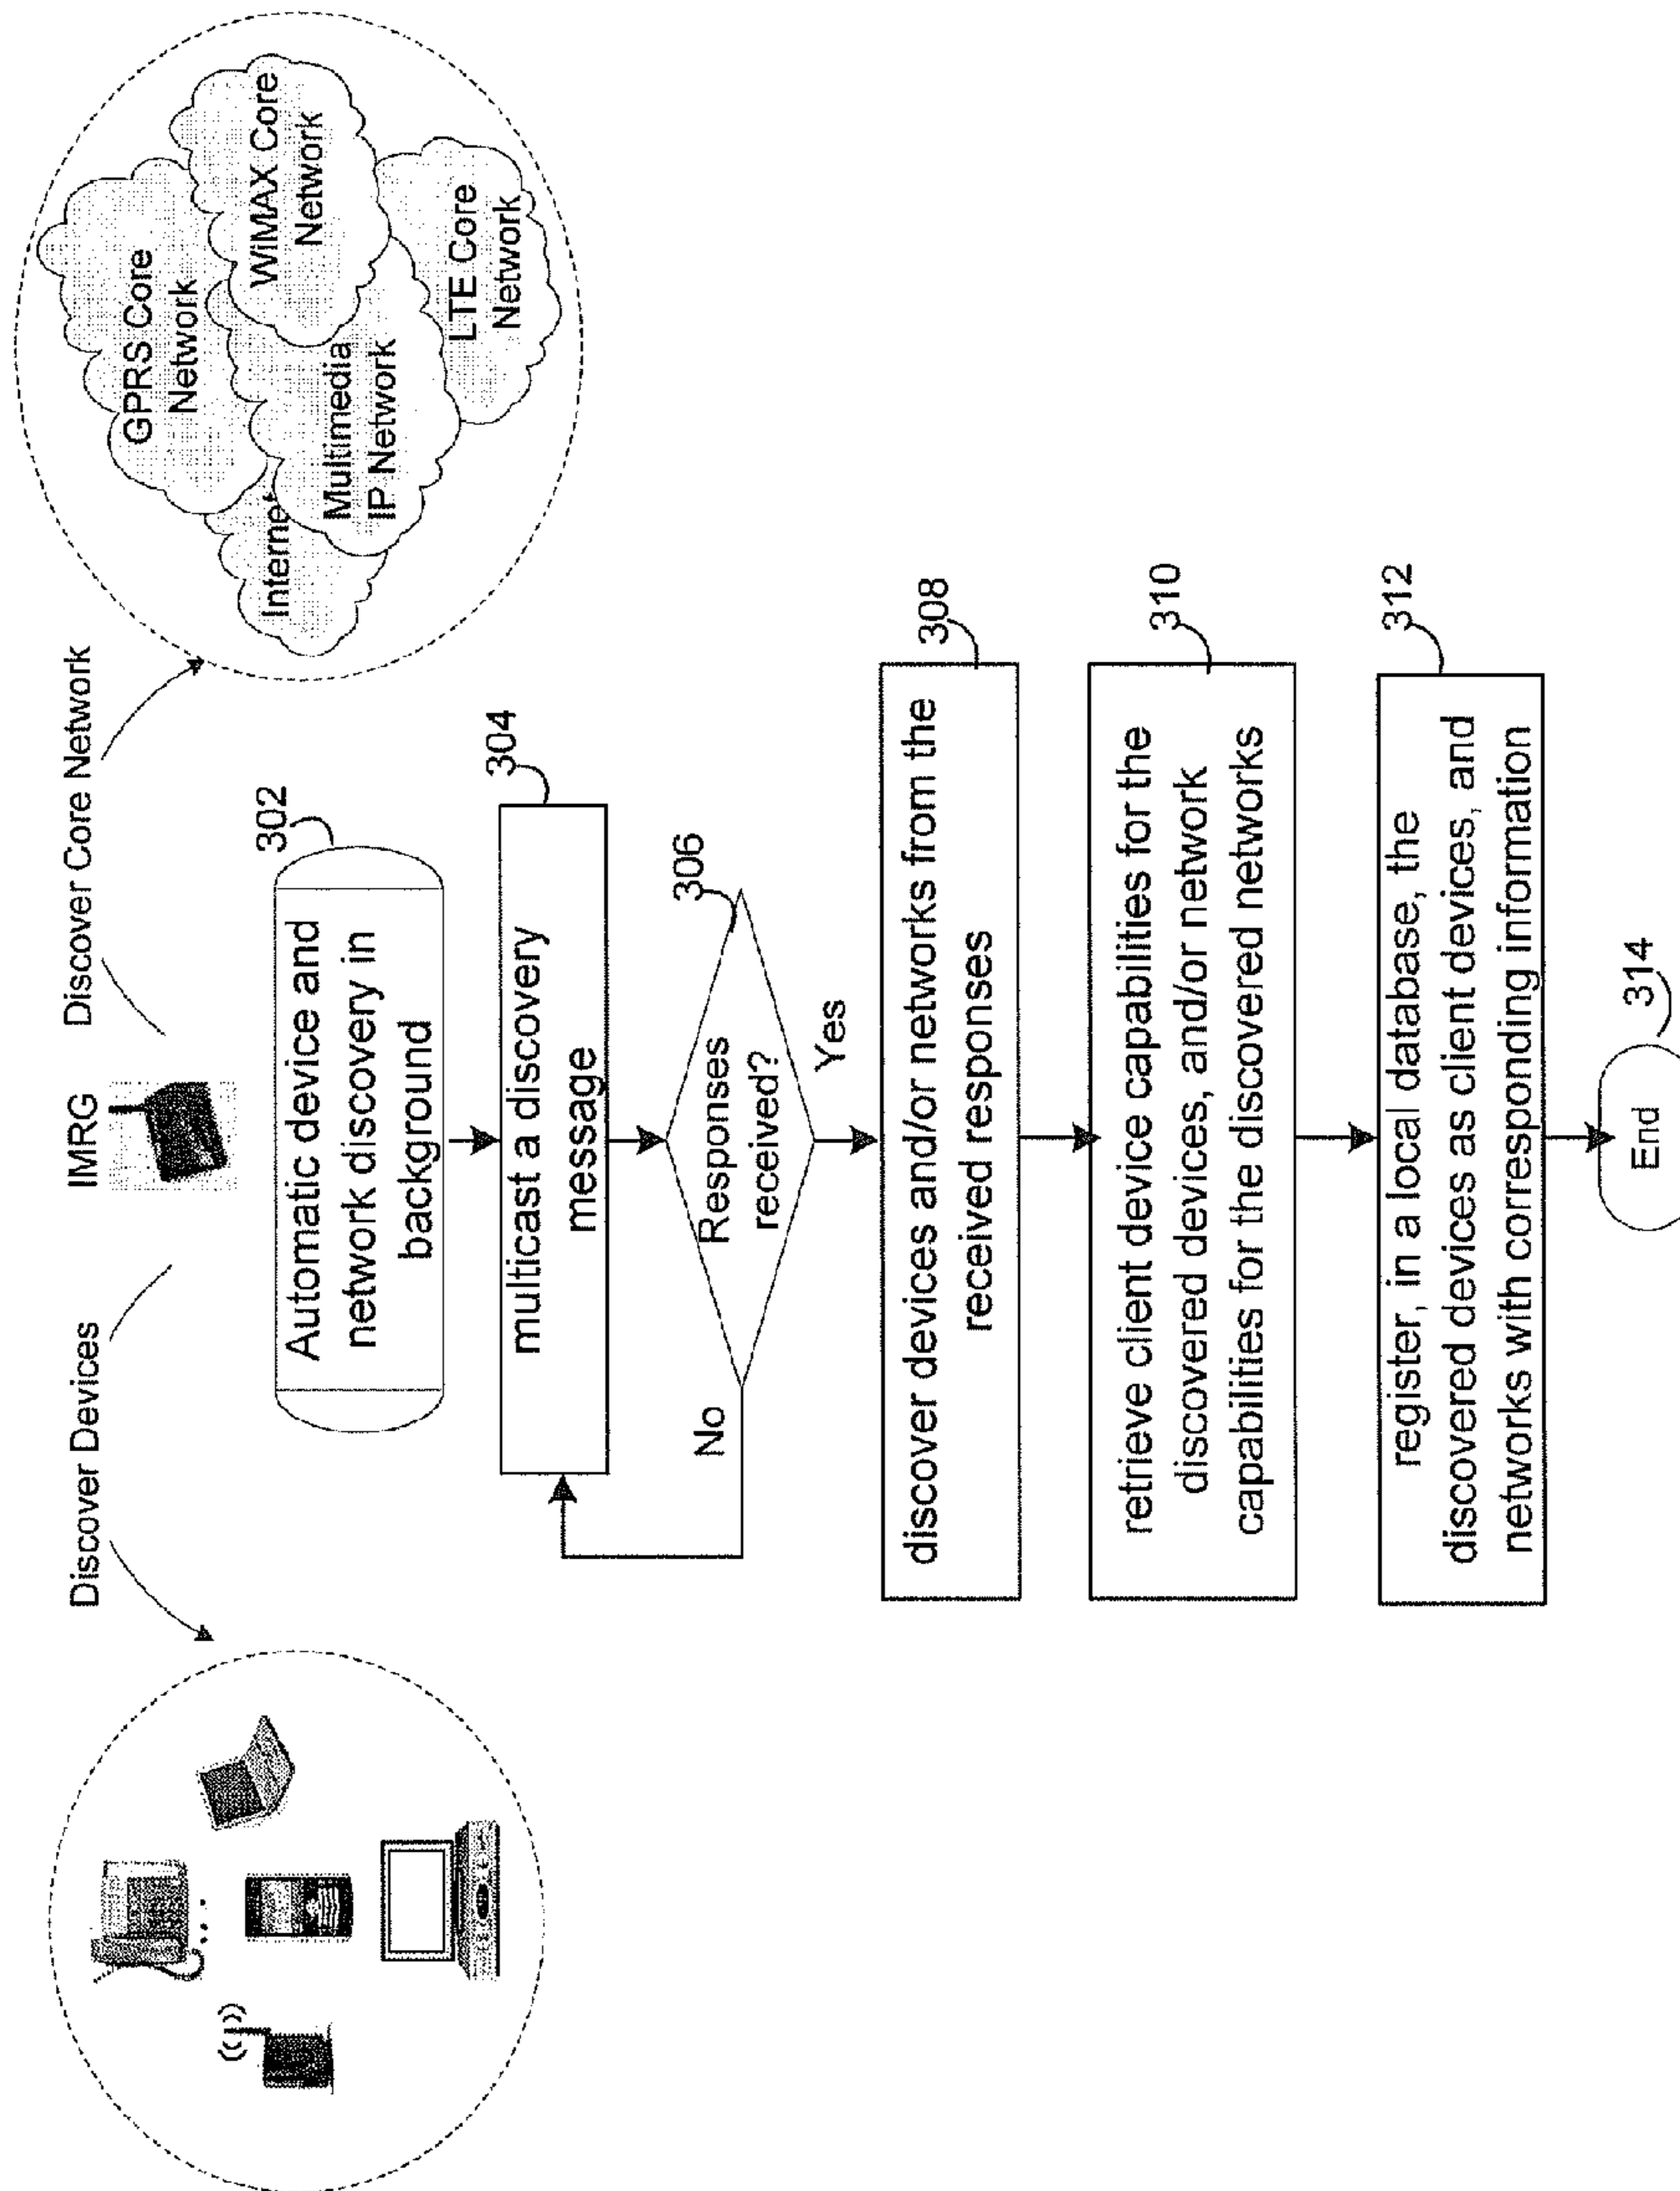 Discover Devices
IMRG
Discover Core Network
GPRS Core
Network
WiMAX Core
Network
Internet
Multimedia
IP Network
LTE Core
Network
302
Automatic device and
network discovery in
background
304
multicast a discovery
message
306
Responses
received?
No
Yes
308
discover devices and/or networks from the
received responses
310
retrieve client device capabilities for the
discovered devices, and/or network
capabilities for the discovered networks
312
register, in a local database, the
discovered devices as client devices, and
networks with corresponding information
314
End